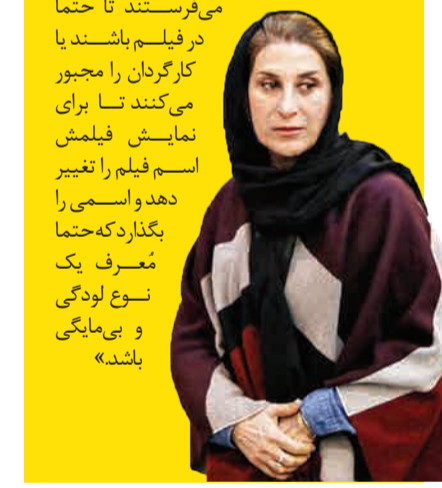 می‌فرستند تا حتما
در فیلم باشند یا
کارگردان را مجبور
می‌کنند تا برای
نمایش فیلمش
اسم فیلم را تغییر
دهد و اسمی را
بگذارد که حتما
مُعرف یک
نوع لودگی
و بی‌مایگی
باشد.»